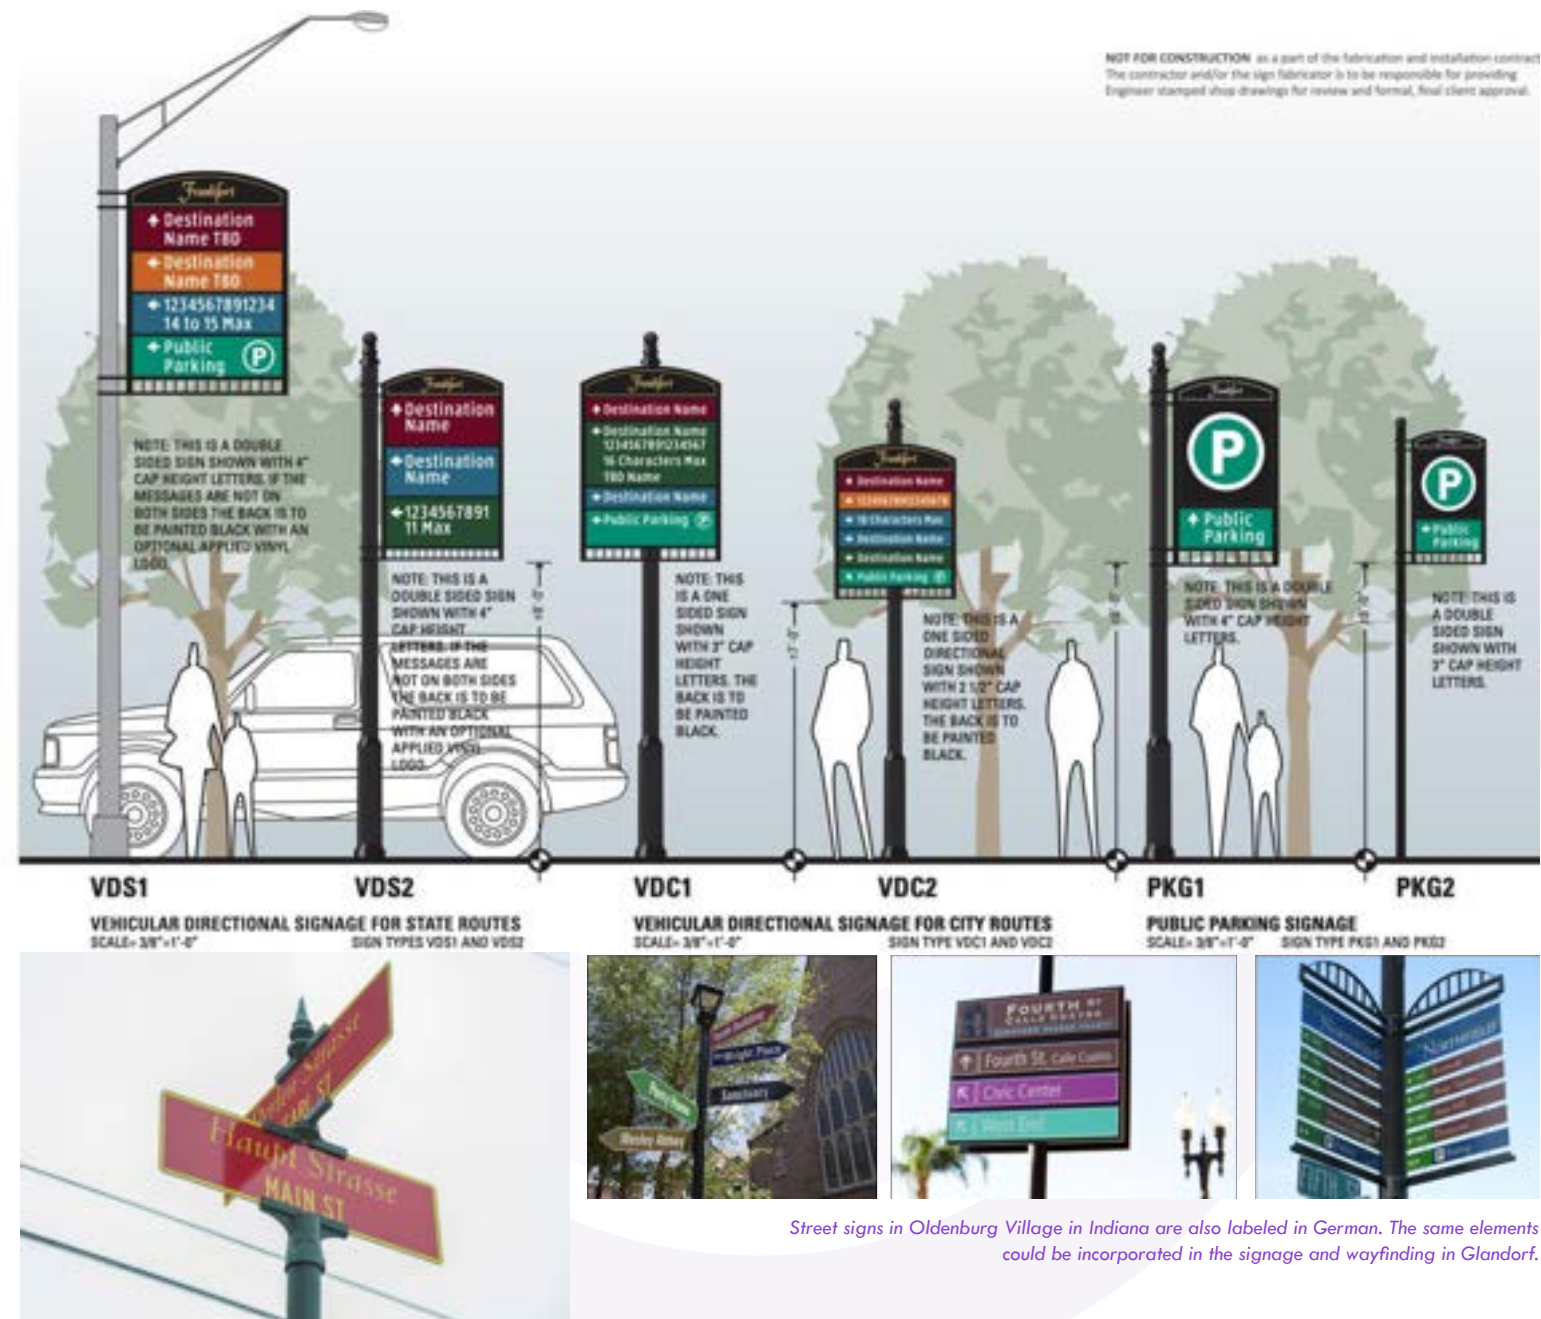 NOT FOR CONSTRUCTION as a part of the fabrication and installation contract
The contractor and/or the sign fabricator is to be responsible for providing
Engineer stamped shop drawings for review and formal, final client approval.
Frankfort
Destination
Name TBD
Destination
Name TBD
1234567891234
14 to 15 Max
Public
Parking P
NOTE: THIS IS A DOUBLE
SIDED SIGN SHOWN WITH 4"
CAP HEIGHT LETTERS. IF THE
MESSAGES ARE NOT ON
BOTH SIDES THE BACK IS TO
BE PAINTED BLACK WITH AN
OPTIONAL APPLIED VINYL
LOGO.
Frankfort
Destination
Name
Destination
Name
1234567891
11 Max
NOTE: THIS IS A
DOUBLE SIDED SIGN
SHOWN WITH 4"
CAP HEIGHT
LETTERS. IF THE
MESSAGES ARE
NOT ON BOTH SIDES
THE BACK IS TO BE
PAINTED BLACK
WITH AN OPTIONAL
APPLIED VINYL
LOGO.
Frankfort
Destination Name
Destination Name
12345678901234567
16 Characters Max
TBD Name
Destination Name
Public Parking P
NOTE: THIS
IS A ONE
SIDED SIGN
SHOWN
WITH 3" CAP
HEIGHT
LETTERS. THE
BACK IS TO
BE PAINTED
BLACK.
Frankfort
Destination Name
18 Characters Max
Destination Name
Destination Name
Public Parking P
NOTE: THIS IS A
ONE SIDED
DIRECTIONAL
SIGN SHOWN
WITH 2 1/2" CAP
HEIGHT LETTERS.
THE BACK IS TO
BE PAINTED
BLACK.
Frankfort
P
Public
Parking
NOTE: THIS IS A DOUBLE
SIDED SIGN SHOWN
WITH 4" CAP HEIGHT
LETTERS.
Frankfort
P
Public
Parking
NOTE: THIS IS
A DOUBLE
SIDED SIGN
SHOWN WITH
3" CAP HEIGHT
LETTERS.
VDS1
VDS2
VDC1
VDC2
PKG1
PKG2
VEHICULAR DIRECTIONAL SIGNAGE FOR STATE ROUTES
SCALE= 3/8"=1'-0" SIGN TYPES VDS1 AND VDS2
VEHICULAR DIRECTIONAL SIGNAGE FOR CITY ROUTES
SCALE= 3/8"=1'-0" SIGN TYPE VDC1 AND VDC2
PUBLIC PARKING SIGNAGE
SCALE= 3/8"=1'-0" SIGN TYPE PKG1 AND PKG2
Strasse
PEARL ST
Haupt Strasse
MAIN ST
Wright Place
Sanctuary
Wesley Abbey
FOURTH ST
Fourth St. Calle Cuatro
Civic Center
West End
FIFTH
Street signs in Oldenburg Village in Indiana are also labeled in German. The same elements
could be incorporated in the signage and wayfinding in Glandorf.